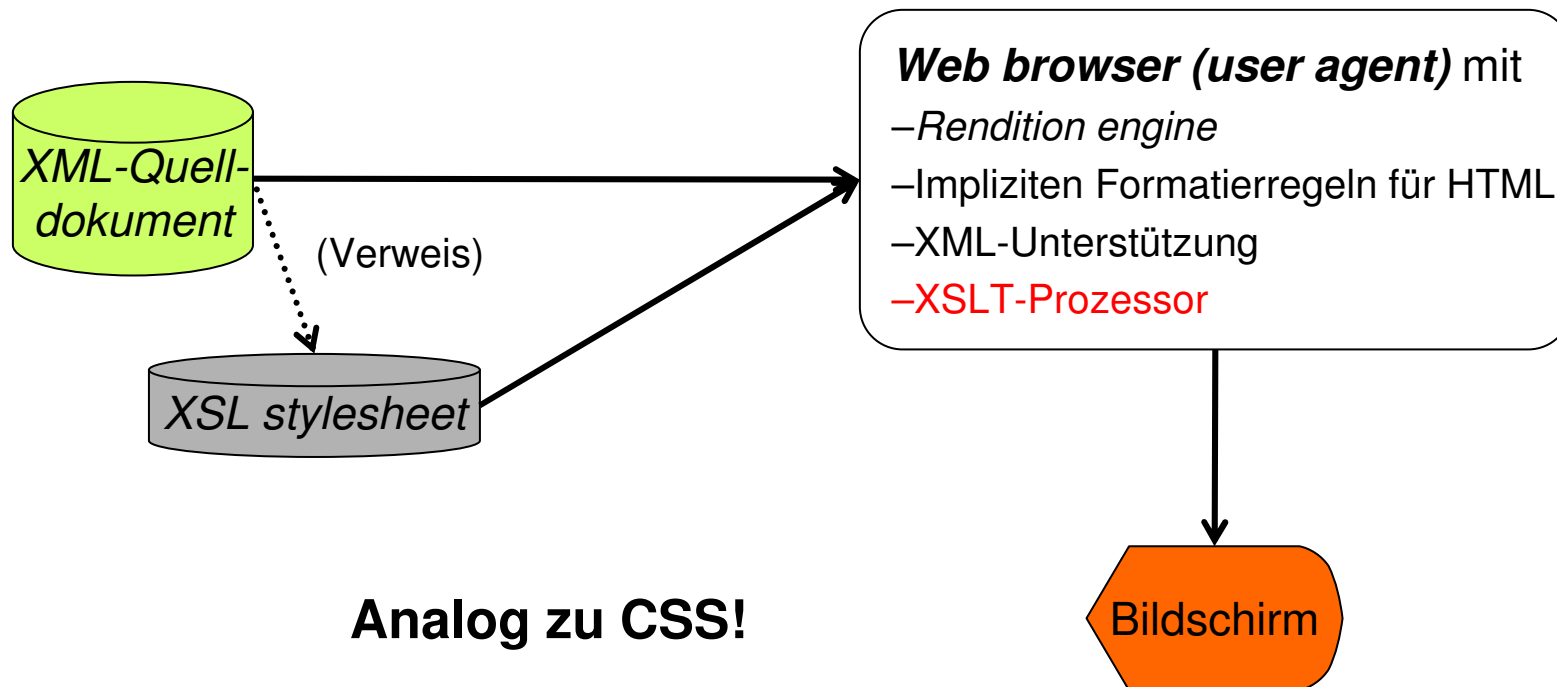 XML-Quell-
dokument
(Verweis)
XSL stylesheet
Web browser (user agent) mit
–Rendition engine
–Impliziten Formatierregeln für HTML
–XML-Unterstützung
–XSLT-Prozessor
Analog zu CSS!
Bildschirm